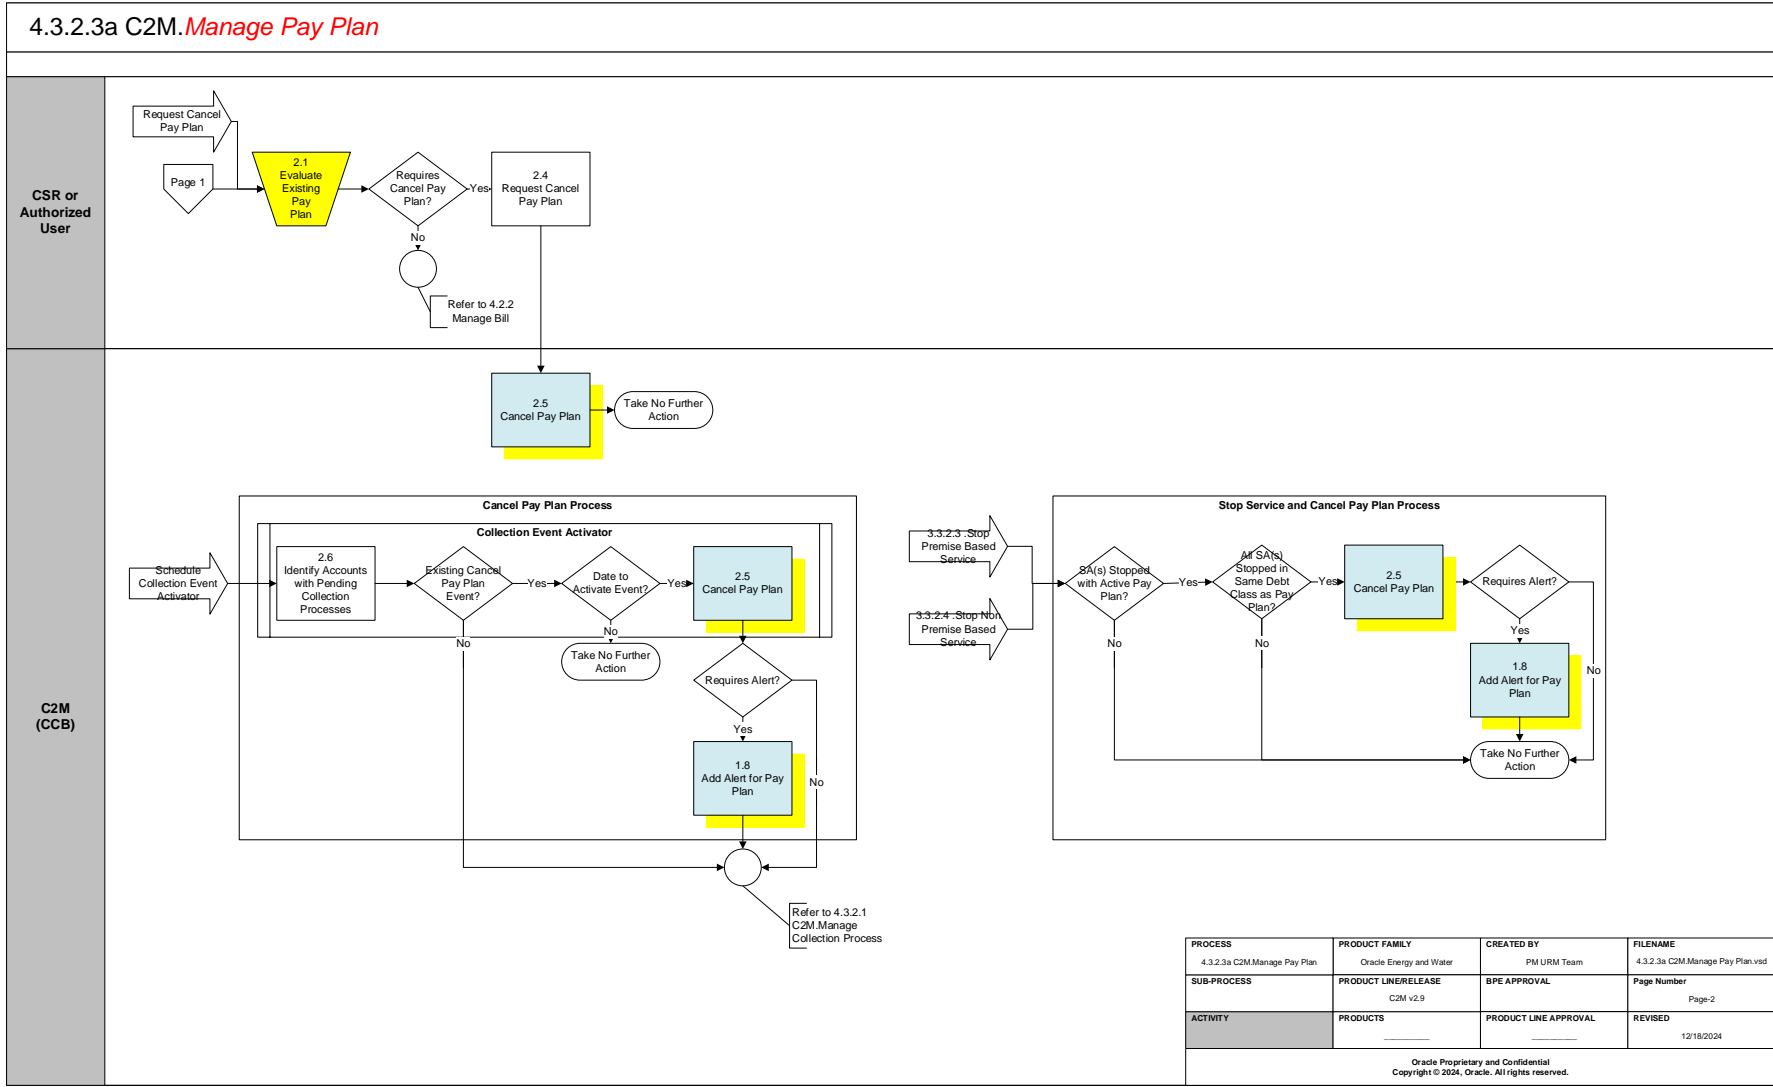 4.3.2.3a C2M.Manage Pay Plan
CSR or
Authorized
User
Request Cancel
Pay Plan
Page 1
2.1
Evaluate
Existing
Pay
Plan
Requires
Cancel Pay
Plan?
Yes
2.4
Request Cancel
Pay Plan
No
Refer to 4.2.2
Manage Bill
C2M
(CCB)
2.5
Cancel Pay Plan
Take No Further
Action
Cancel Pay Plan Process
Collection Event Activator
Schedule
Collection Event
Activator
2.6
Identify Accounts
with Pending
Collection
Processes
Existing Cancel
Pay Plan
Event?
Yes
Date to
Activate Event?
Yes
2.5
Cancel Pay Plan
No
No
Take No Further
Action
Requires Alert?
Yes
1.8
Add Alert for Pay
Plan
No
Refer to 4.3.2.1
C2M.Manage
Collection Process
Stop Service and Cancel Pay Plan Process
3.3.2.3 .Stop
Premise Based
Service
3.3.2.4 .Stop Non
Premise Based
Service
SA(s) Stopped
with Active Pay
Plan?
Yes
All SA(s)
Stopped in
Same Debt
Class as Pay
Plan?
Yes
2.5
Cancel Pay Plan
Requires Alert?
No
No
Yes
No
1.8
Add Alert for Pay
Plan
Take No Further
Action
PROCESS
4.3.2.3a C2M.Manage Pay Plan
PRODUCT FAMILY
Oracle Energy and Water
CREATED BY
PM URM Team
FILENAME
4.3.2.3a C2M.Manage Pay Plan.vsd
SUB-PROCESS
PRODUCT LINE/RELEASE
C2M v2.9
BPE APPROVAL
Page Number
Page-2
ACTIVITY
PRODUCTS
PRODUCT LINE APPROVAL
REVISED
12/18/2024
Oracle Proprietary and Confidential
Copyright © 2024, Oracle. All rights reserved.